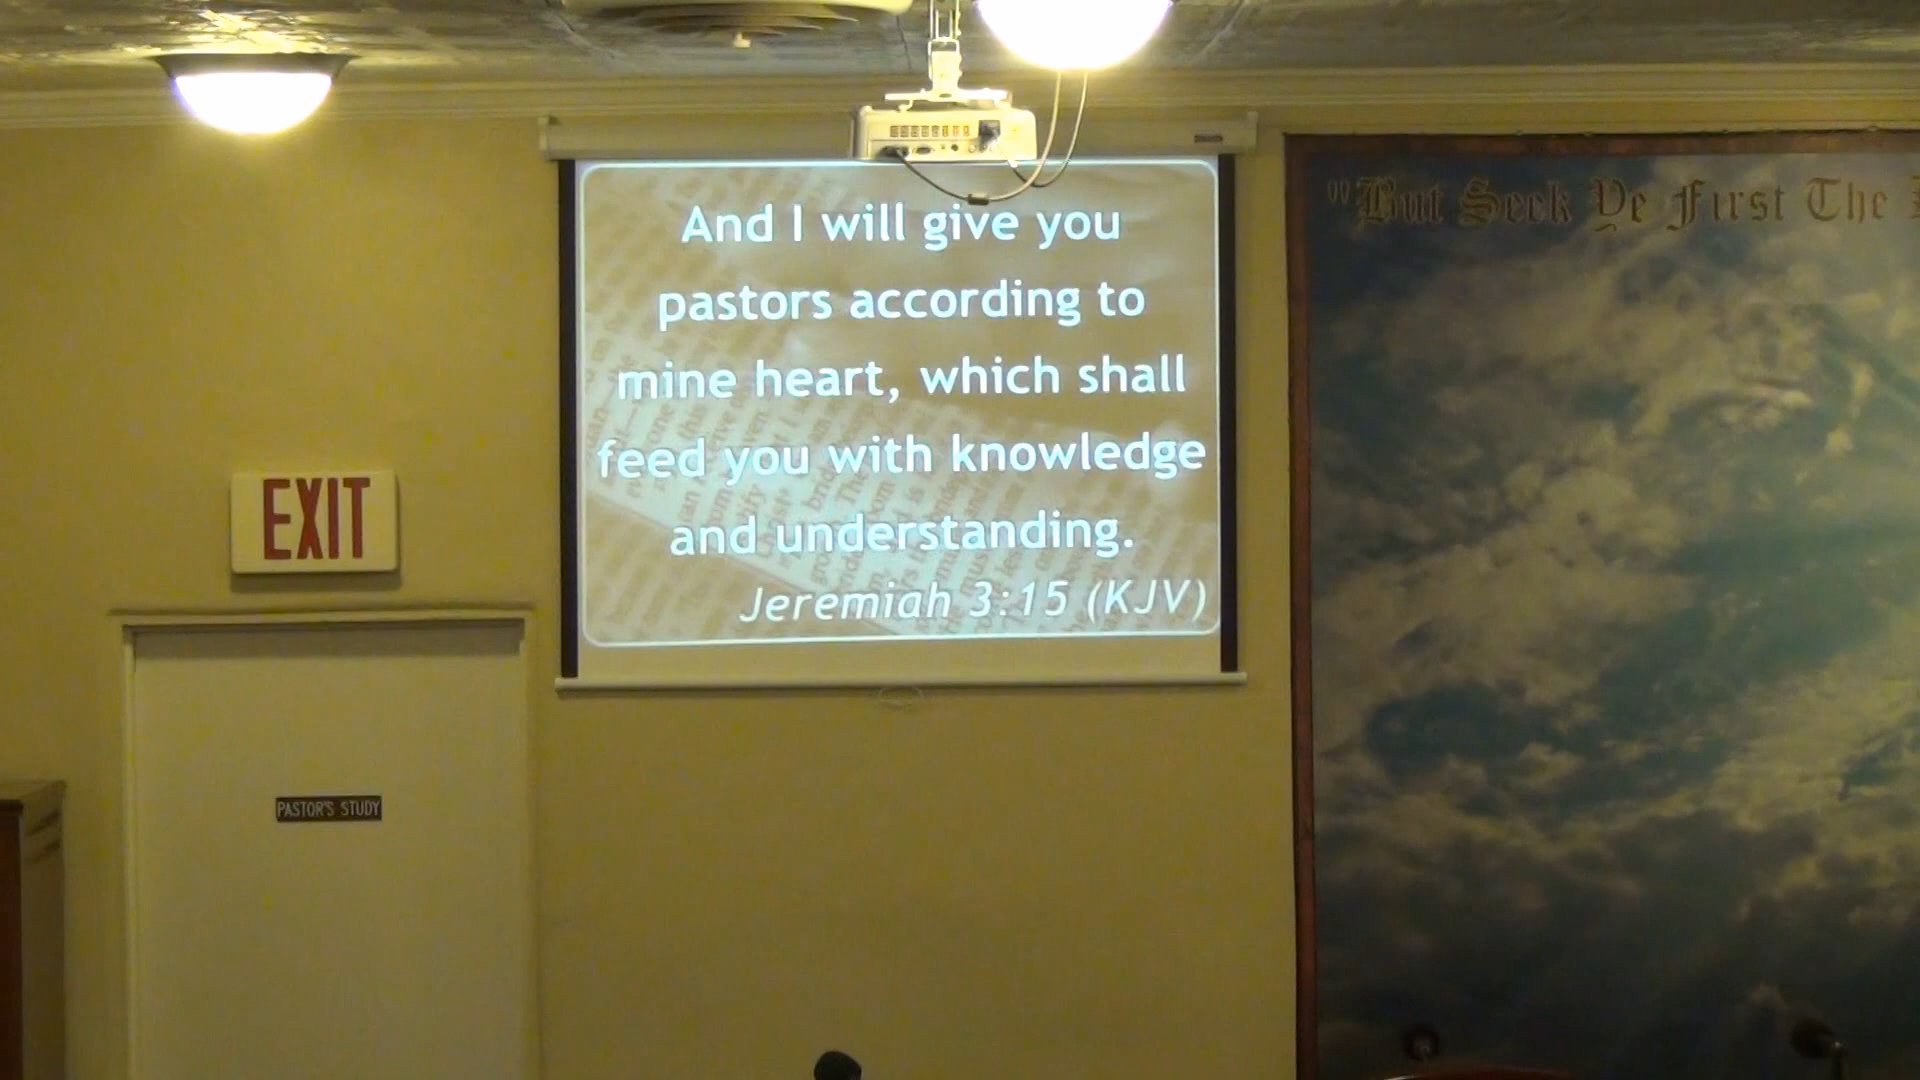 "But Seek Ye First The
And I will give you
pastors according to
mine heart, which shall
feed you with knowledge
and understanding.
Jeremiah 3:15 (KJV)
EXIT
PASTOR'S STUDY